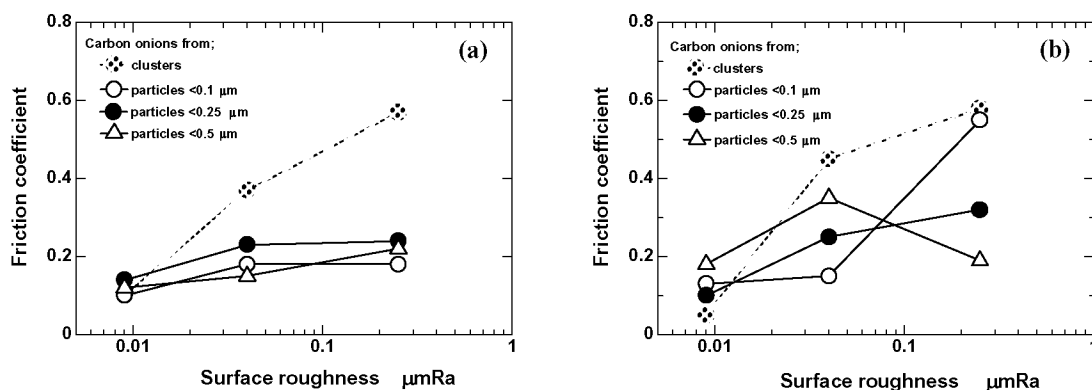 0.8
(a)
Carbon onions from;
clusters
particles <0.1 μm
particles <0.25 μm
particles <0.5 μm
0.6
0.4
0.2
0
Friction coefficient
0.01
0.1
1
Surface roughness μmRa
0.8
(b)
Carbon onions from;
clusters
particles <0.1 μm
particles <0.25 μm
particles <0.5 μm
0.6
0.4
0.2
0
Friction coefficient
0.01
0.1
1
Surface roughness μmRa